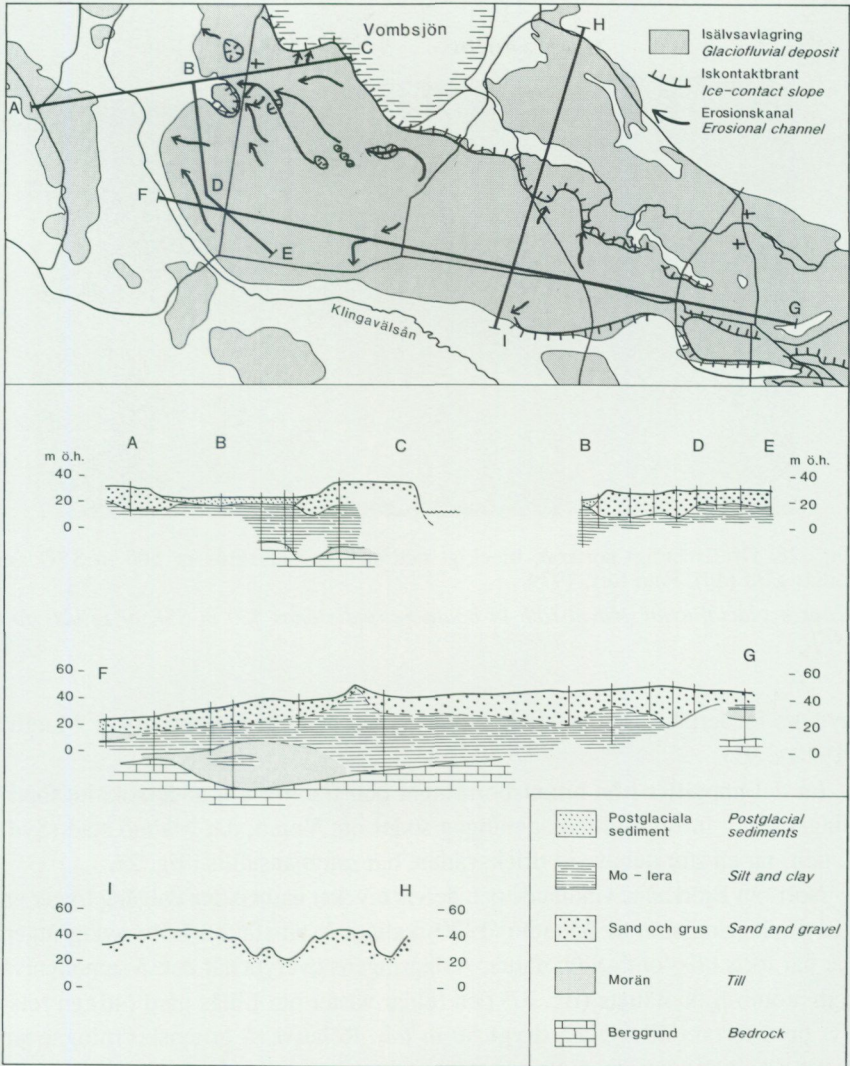 Vombsjön
H
C
B
A
D
F
E
I
G
Klingavälsån
Isälvsavlagring
Glaciofluvial deposit
Iskontaktbrant
Ice-contact slope
Erosionskanal
Erosional channel
A B C
m ö.h.
40 -
20 -
0 -
B D E
m ö.h.
- 40
- 20
- 0
F G
60 -
40 -
20 -
0 -
- 60
- 40
- 20
- 0
I H
60 -
40 -
20 -
0 -
- 60
- 40
- 20
- 0
Postglaciala Postglacial
sediment sediments
Mo - lera Silt and clay
Sand och grus Sand and gravel
Morän Till
Berggrund Bedrock